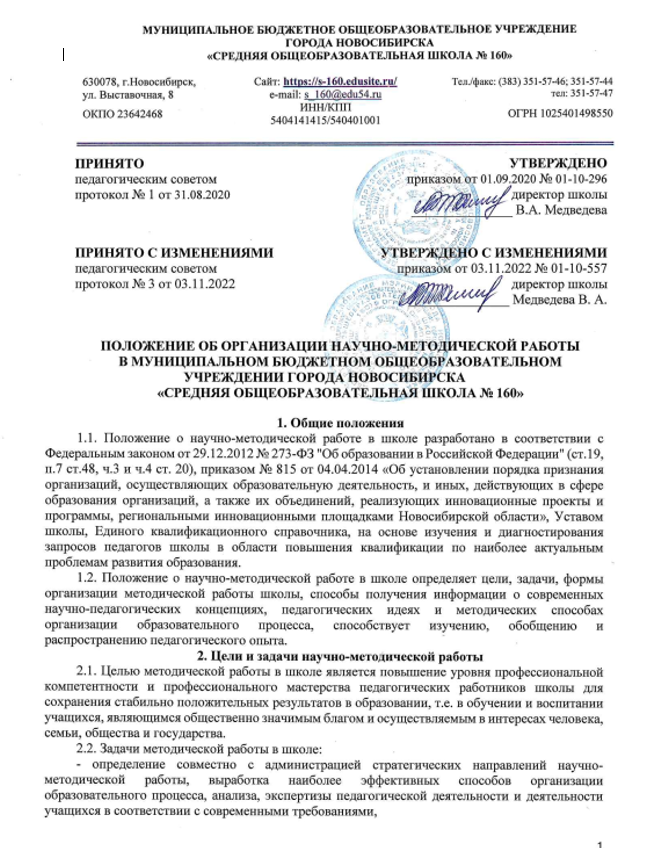 МУНИЦИПАЛЬНОЕ БЮДЖЕТНОЕ ОБЩЕОБРАЗОВАТЕЛЬНОЕ УЧРЕЖДЕНИЕ
ГОРОДА НОВОСИБИРСКА
«СРЕДНЯЯ ОБЩЕОБРАЗОВАТЕЛЬНАЯ ШКОЛА № 160»
630078, г.Новосибирск,
ул. Выставочная, 8
ОКПО 23642468
Сайт: https://s-160.edusite.ru/
e-mail: s_160@edu54.ru
ИНН/КПП
5404141415/540401001
Тел./факс: (383) 351-57-46; 351-57-44
тел: 351-57-47
ОГРН 1025401498550
ПРИНЯТО
педагогическим советом
протокол № 1 от 31.08.2020
УТВЕРЖДЕНО
приказом от 01.09.2020 № 01-10-296
директор школы
В.А. Медведева
ПРИНЯТО С ИЗМЕНЕНИЯМИ
педагогическим советом
протокол № 3 от 03.11.2022
УТВЕРЖДЕНО С ИЗМЕНЕНИЯМИ
приказом от 03.11.2022 № 01-10-557
директор школы
Медведева В. А.
ПОЛОЖЕНИЕ ОБ ОРГАНИЗАЦИИ НАУЧНО-МЕТОДИЧЕСКОЙ РАБОТЫ
В МУНИЦИПАЛЬНОМ БЮДЖЕТНОМ ОБЩЕОБРАЗОВАТЕЛЬНОМ
УЧРЕЖДЕНИИ ГОРОДА НОВОСИБИРСКА
«СРЕДНЯЯ ОБЩЕОБРАЗОВАТЕЛЬНАЯ ШКОЛА № 160»
1. Общие положения
1.1. Положение о научно-методической работе в школе разработано в соответствии с
Федеральным законом от 29.12.2012 № 273-ФЗ "Об образовании в Российской Федерации" (ст.19,
п.7 ст.48, ч.3 и ч.4 ст. 20), приказом № 815 от 04.04.2014 «Об установлении порядка признания
организаций, осуществляющих образовательную деятельность, и иных, действующих в сфере
образования организаций, а также их объединений, реализующих инновационные проекты и
программы, региональными инновационными площадками Новосибирской области», Уставом
школы, Единого квалификационного справочника, на основе изучения и диагностирования
запросов педагогов школы в области повышения квалификации по наиболее актуальным
проблемам развития образования.
1.2. Положение о научно-методической работе в школе определяет цели, задачи, формы
организации методической работы школы, способы получения информации о современных
научно-педагогических концепциях, педагогических идеях и методических способах
организации образовательного процесса, способствует изучению, обобщению и
распространению педагогического опыта.
2. Цели и задачи научно-методической работы
2.1. Целью методической работы в школе является повышение уровня профессиональной
компетентности и профессионального мастерства педагогических работников школы для
сохранения стабильно положительных результатов в образовании, т.е. в обучении и воспитании
учащихся, являющимся общественно значимым благом и осуществляемым в интересах человека,
семьи, общества и государства.
2.2. Задачи методической работы в школе:
- определение совместно с администрацией стратегических направлений научно-
методической работы, выработка наиболее эффективных способов организации
образовательного процесса, анализа, экспертизы педагогической деятельности и деятельности
учащихся в соответствии с современными требованиями,
1